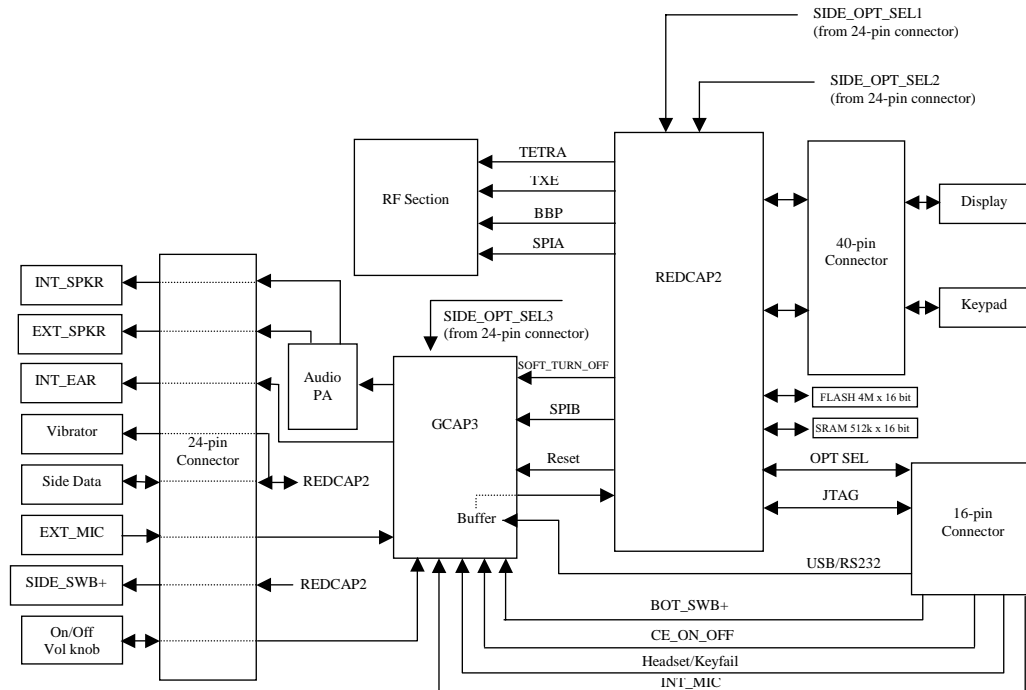 SIDE_OPT_SEL1
(from 24-pin connector)
SIDE_OPT_SEL2
(from 24-pin connector)
TETRA
TXE
BBP
SPIA
RF Section
REDCAP2
40-pin
Connector
Display
Keypad
INT_SPKR
EXT_SPKR
INT_EAR
Vibrator
Side Data
EXT_MIC
SIDE_SWB+
On/Off
Vol knob
24-pin
Connector
REDCAP2
REDCAP2
Audio
PA
SIDE_OPT_SEL3
(from 24-pin connector)
GCAP3
Buffer
SOFT_TURN_OFF
SPIB
Reset
FLASH 4M x 16 bit
SRAM 512k x 16 bit
OPT SEL
JTAG
16-pin
Connector
USB/RS232
BOT_SWB+
CE_ON_OFF
Headset/Keyfail
INT_MIC